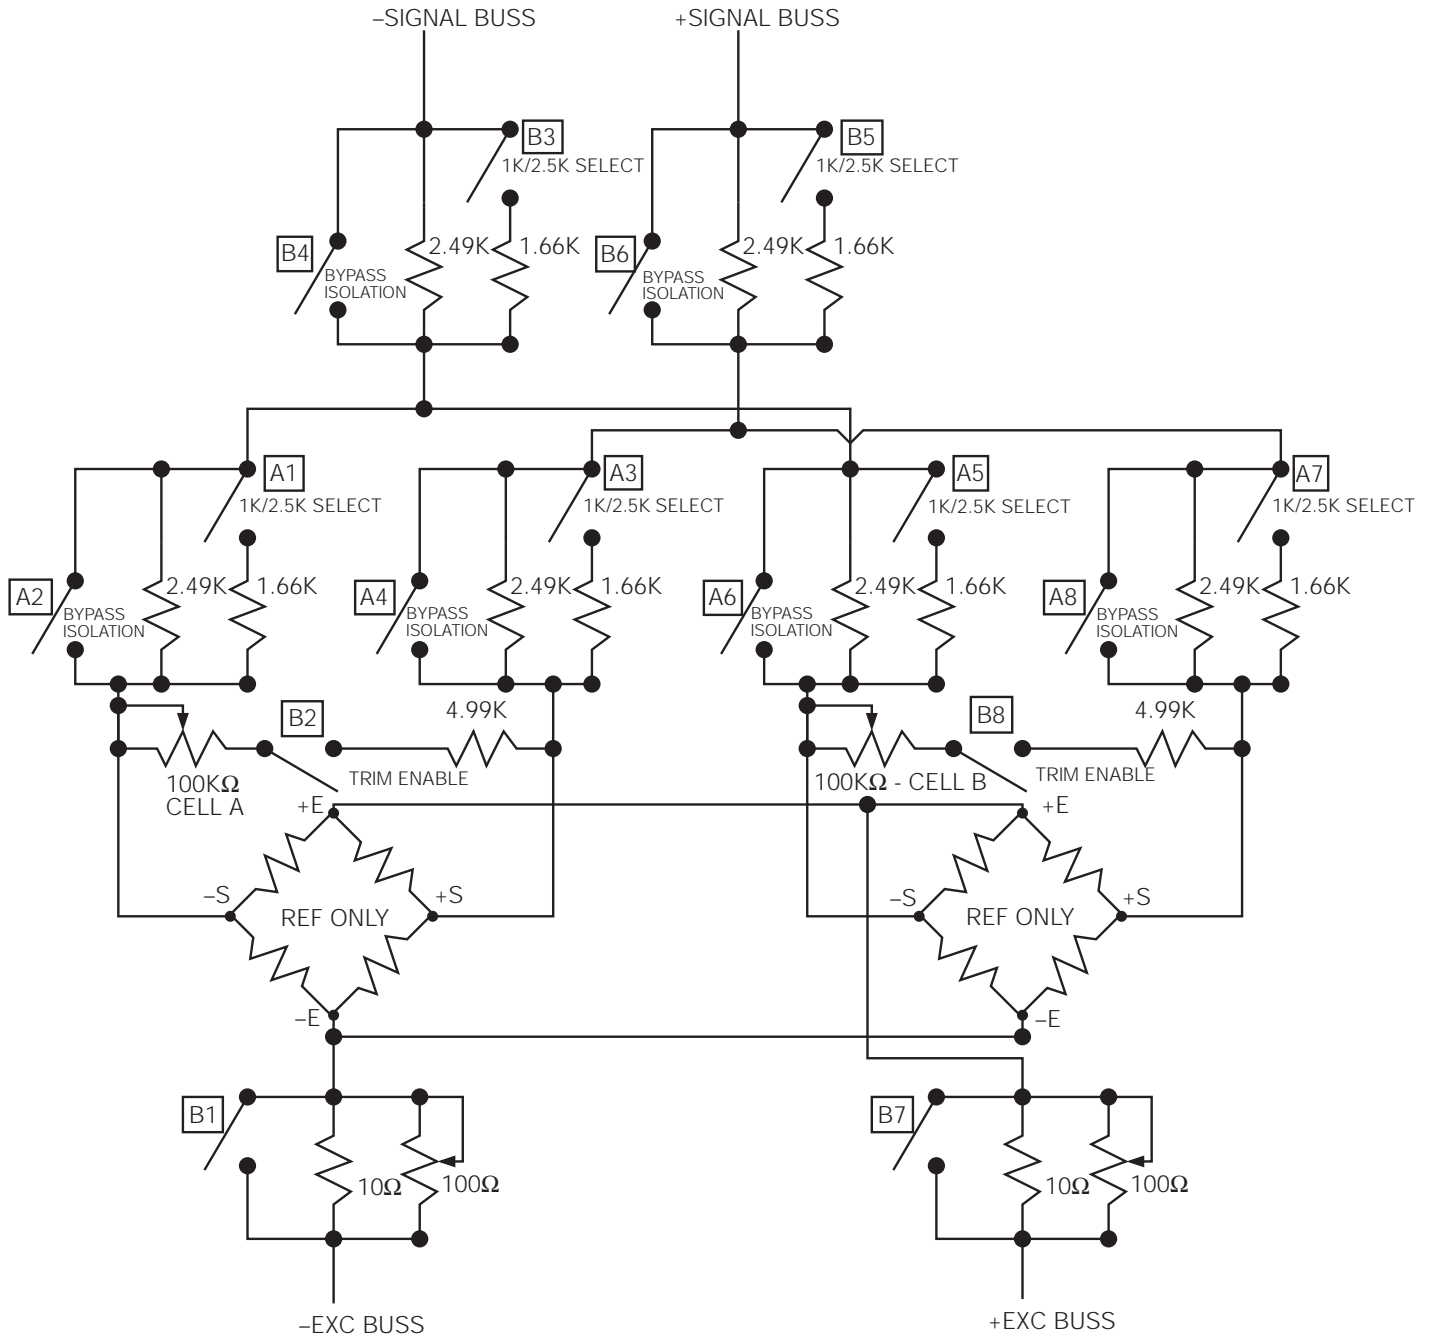 –SIGNAL BUSS
+SIGNAL BUSS
B3
1K/2.5K SELECT
B5
1K/2.5K SELECT
B4
BYPASS
ISOLATION
2.49K
1.66K
B6
BYPASS
ISOLATION
2.49K
1.66K
A1
1K/2.5K SELECT
A3
1K/2.5K SELECT
A5
1K/2.5K SELECT
A7
1K/2.5K SELECT
A2
BYPASS
ISOLATION
2.49K
1.66K
A4
BYPASS
ISOLATION
2.49K
1.66K
A6
BYPASS
ISOLATION
2.49K
1.66K
A8
BYPASS
ISOLATION
2.49K
1.66K
B2
4.99K
B8
4.99K
100KΩ
CELL A
TRIM ENABLE
100KΩ - CELL B
TRIM ENABLE
+E
+E
–S
REF ONLY
+S
–S
REF ONLY
+S
–E
–E
B1
10Ω
100Ω
B7
10Ω
100Ω
–EXC BUSS
+EXC BUSS